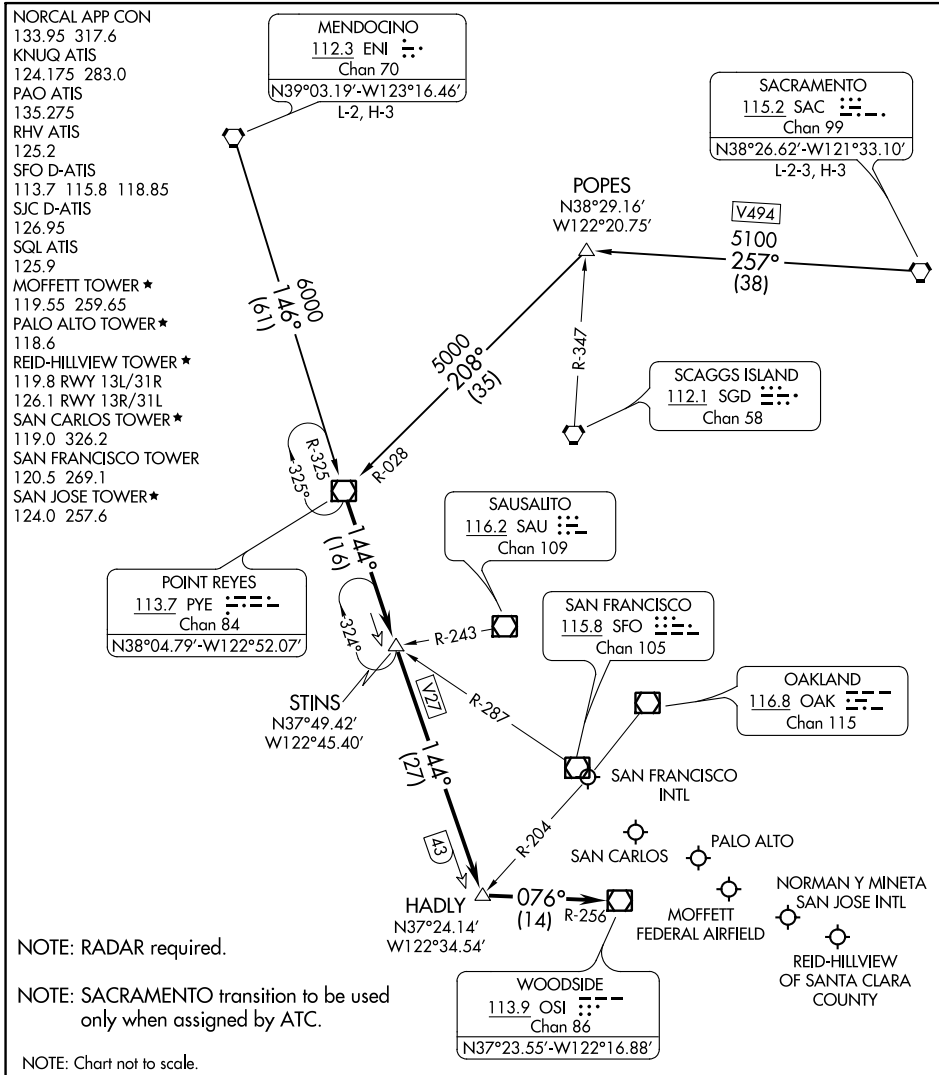 NORCAL APP CON
133.95 317.6
KNUQ ATIS
124.175 283.0
PAO ATIS
135.275
RHV ATIS
125.2
SFO D-ATIS
113.7 115.8 118.85
SJC D-ATIS
126.95
SQL ATIS
125.9
MOFFETT TOWER ★
119.55 259.65
PALO ALTO TOWER ★
118.6
REID-HILLVIEW TOWER ★
119.8 RWY 13L/31R
126.1 RWY 13R/31L
SAN CARLOS TOWER ★
119.0 326.2
SAN FRANCISCO TOWER
120.5 269.1
SAN JOSE TOWER ★
124.0 257.6
MENDOCINO
112.3 ENI
Chan 70
N39°03.19′-W123°16.46′
L-2, H-3
SACRAMENTO
115.2 SAC
Chan 99
N38°26.62′-W121°33.10′
L-2-3, H-3
POPES
N38°29.16′
W122°20.75′
V494
5100
257°
(38)
6000
146°
(61)
5000
208°
(35)
R-347
SCAGGS ISLAND
112.1 SGD
Chan 58
R-325
325°
R-028
SAUSALITO
116.2 SAU
Chan 109
144°
(16)
POINT REYES
113.7 PYE
Chan 84
N38°04.79′-W122°52.07′
SAN FRANCISCO
115.8 SFO
Chan 105
R-243
324°
OAKLAND
116.8 OAK
Chan 115
STINS
N37°49.42′
W122°45.40′
V27
R-287
144°
(27)
SAN FRANCISCO
INTL
R-204
43
SAN CARLOS
PALO ALTO
HADLY
N37°24.14′
W122°34.54′
076°
(14)
R-256
MOFFETT
FEDERAL AIRFIELD
NORMAN Y MINETA
SAN JOSE INTL
REID-HILLVIEW
OF SANTA CLARA
COUNTY
WOODSIDE
113.9 OSI
Chan 86
N37°23.55′-W122°16.88′
NOTE: RADAR required.
NOTE: SACRAMENTO transition to be used
only when assigned by ATC.
NOTE: Chart not to scale.